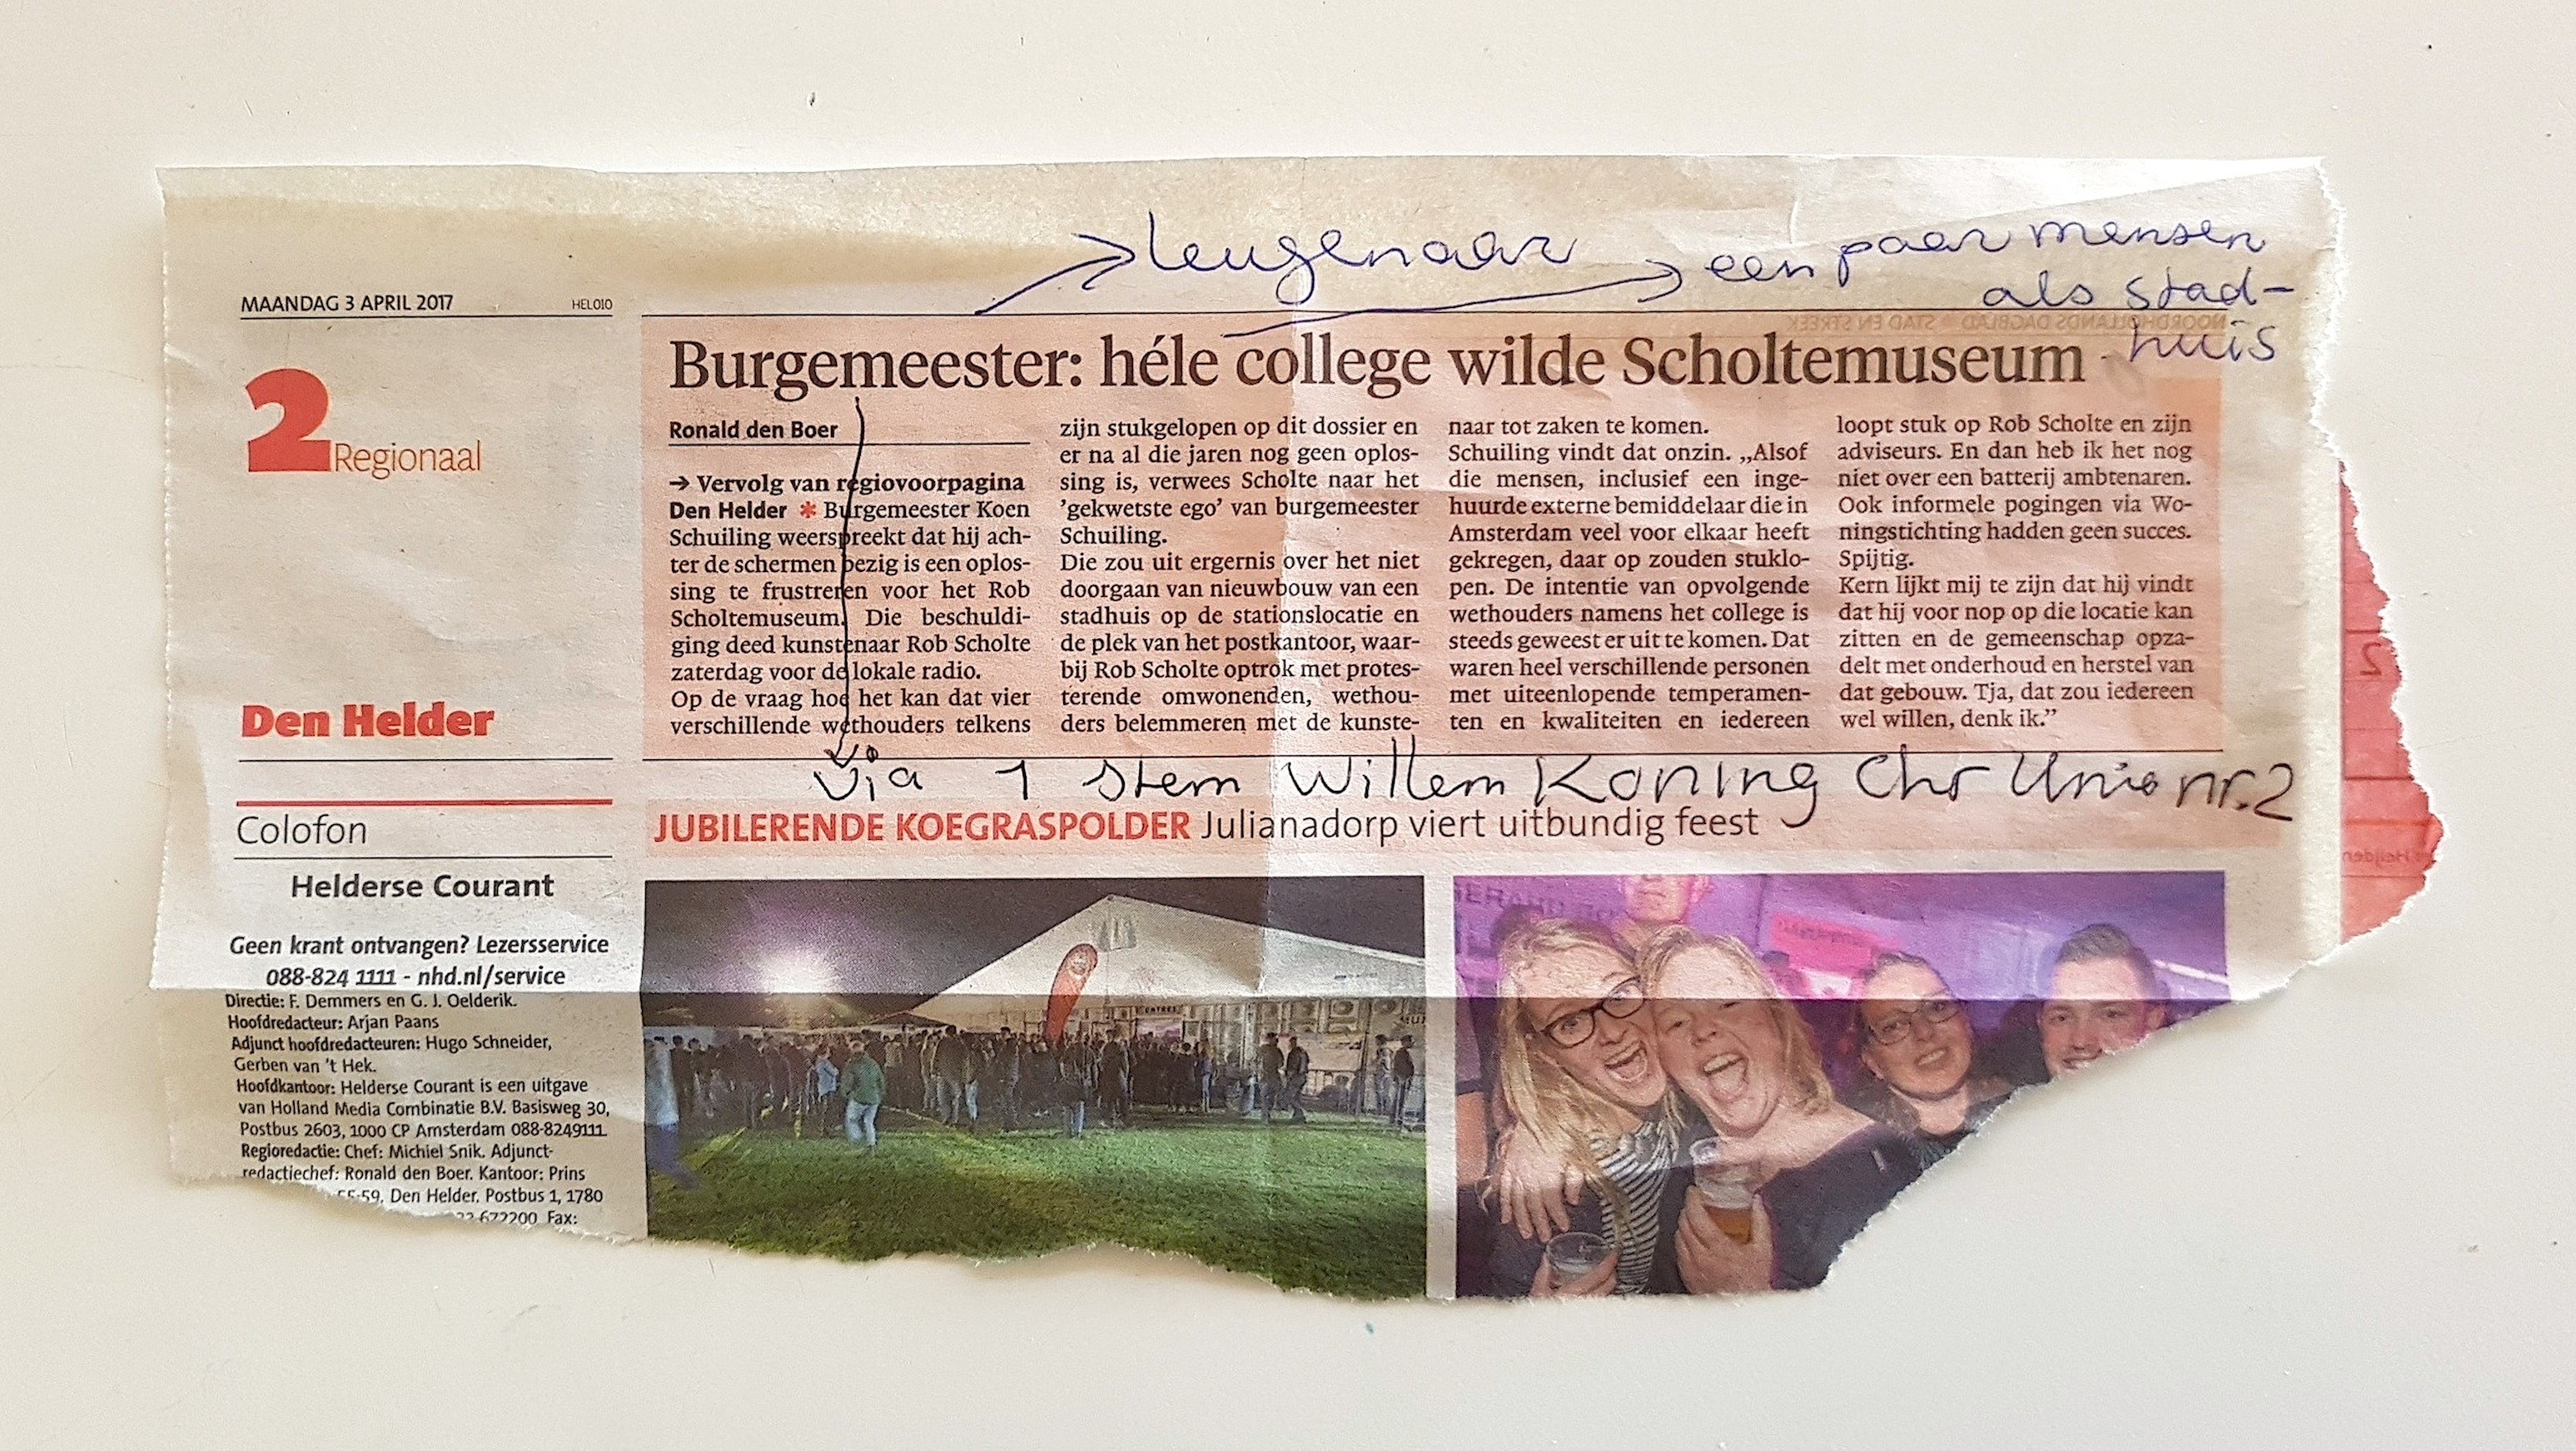 leugenaar
een paar mensen
als stad-
huis
MAANDAG 3 APRIL 2017
HEL010
2 Regionaal
Den Helder
Colofon
Helderse Courant
Geen krant ontvangen? Lezersservice
088-824 1111 - nhd.nl/service
Directie: F. Demmers en G. J. Oelderik.
Hoofdredacteur: Arjan Paans
Adjunct hoofdredacteuren: Hugo Schneider,
Gerben van 't Hek.
Hoofdkantoor: Helderse Courant is een uitgave
van Holland Media Combinatie B.V. Basisweg 30,
Postbus 2603, 1000 CP Amsterdam 088-8249111
Regioredactie: Chef: Michiel Snik. Adjunct-
redactiechef: Ronald den Boer. Kantoor: Prins
55-59, Den Helder. Postbus 1, 1780
672200 Fax:
Burgemeester: héle college wilde Scholtemuseum
Ronald den Boer
→ Vervolg van regiovoorpagina
Den Helder * Burgemeester Koen
Schuiling weerspreekt dat hij ach-
ter de schermen bezig is een oplos-
sing te frustreren voor het Rob
Scholtemuseum. Die beschuldi-
ging deed kunstenaar Rob Scholte
zaterdag voor de lokale radio.
Op de vraag hoe het kan dat vier
verschillende wethouders telkens
zijn stukgelopen op dit dossier en
er na al die jaren nog geen oplos-
sing is, verwees Scholte naar het
'gekwetste ego' van burgemeester
Schuiling.
Die zou uit ergernis over het niet
doorgaan van nieuwbouw van een
stadhuis op de stationslocatie en
de plek van het postkantoor, waar-
bij Rob Scholte optrok met protes-
terende omwonenden, wethou-
ders belemmeren met de kunste-
naar tot zaken te komen.
Schuiling vindt dat onzin. „Alsof
die mensen, inclusief een inge-
huurde externe bemiddelaar die in
Amsterdam veel voor elkaar heeft
gekregen, daar op zouden stuklo-
pen. De intentie van opvolgende
wethouders namens het college is
steeds geweest er uit te komen. Dat
waren heel verschillende personen
met uiteenlopende temperamen-
ten en kwaliteiten en iedereen
loopt stuk op Rob Scholte en zijn
adviseurs. En dan heb ik het nog
niet over een batterij ambtenaren.
Ook informele pogingen via Wo-
ningstichting hadden geen succes.
Spijtig.
Kern lijkt mij te zijn dat hij vindt
dat hij voor nop op die locatie kan
zitten en de gemeenschap opza-
delt met onderhoud en herstel van
dat gebouw. Tja, dat zou iedereen
wel willen, denk ik.”
via 1 stem Willem Koning Chr Unie nr.2
JUBILERENDE KOEGRASPOLDER Julianadorp viert uitbundig feest